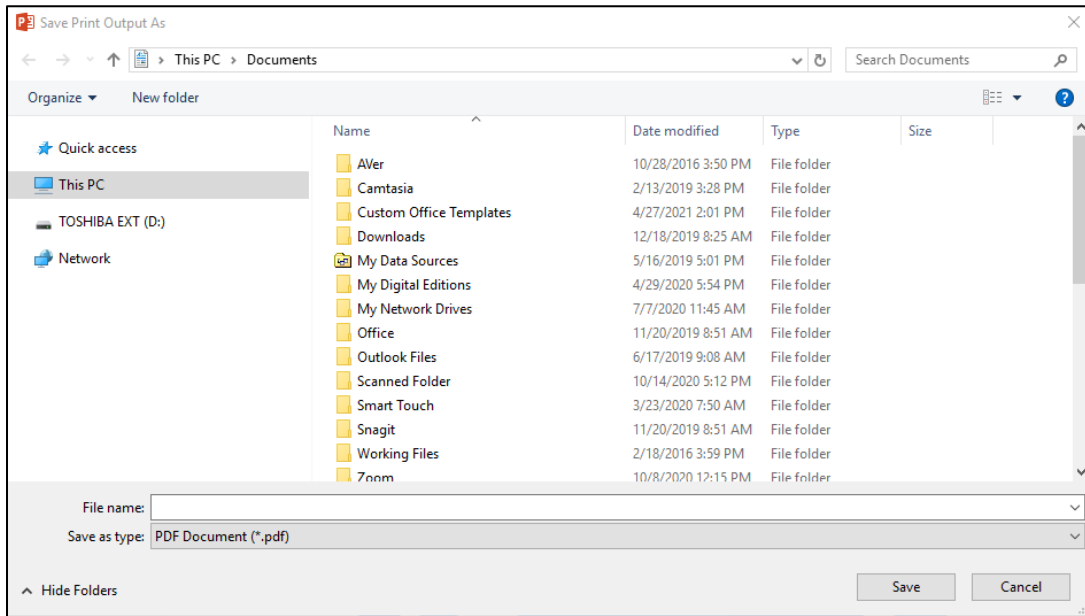 Save Print Output As
This PC > Documents
Search Documents
Organize
New folder
Name Date modified Type Size
Quick access
This PC
TOSHIBA EXT (D:)
Network
AVer 10/28/2016 3:50 PM File folder
Camtasia 2/13/2019 3:28 PM File folder
Custom Office Templates 4/27/2021 2:01 PM File folder
Downloads 12/18/2019 8:25 AM File folder
My Data Sources 5/16/2019 5:01 PM File folder
My Digital Editions 4/29/2020 5:54 PM File folder
My Network Drives 7/7/2020 11:45 AM File folder
Office 11/20/2019 8:51 AM File folder
Outlook Files 6/17/2019 9:08 AM File folder
Scanned Folder 10/14/2020 5:12 PM File folder
Smart Touch 3/23/2020 7:50 AM File folder
Snagit 11/20/2019 8:51 AM File folder
Working Files 2/18/2016 3:59 PM File folder
Zoom 10/8/2020 12:15 PM File folder
File name:
Save as type: PDF Document (*.pdf)
Hide Folders
Save
Cancel